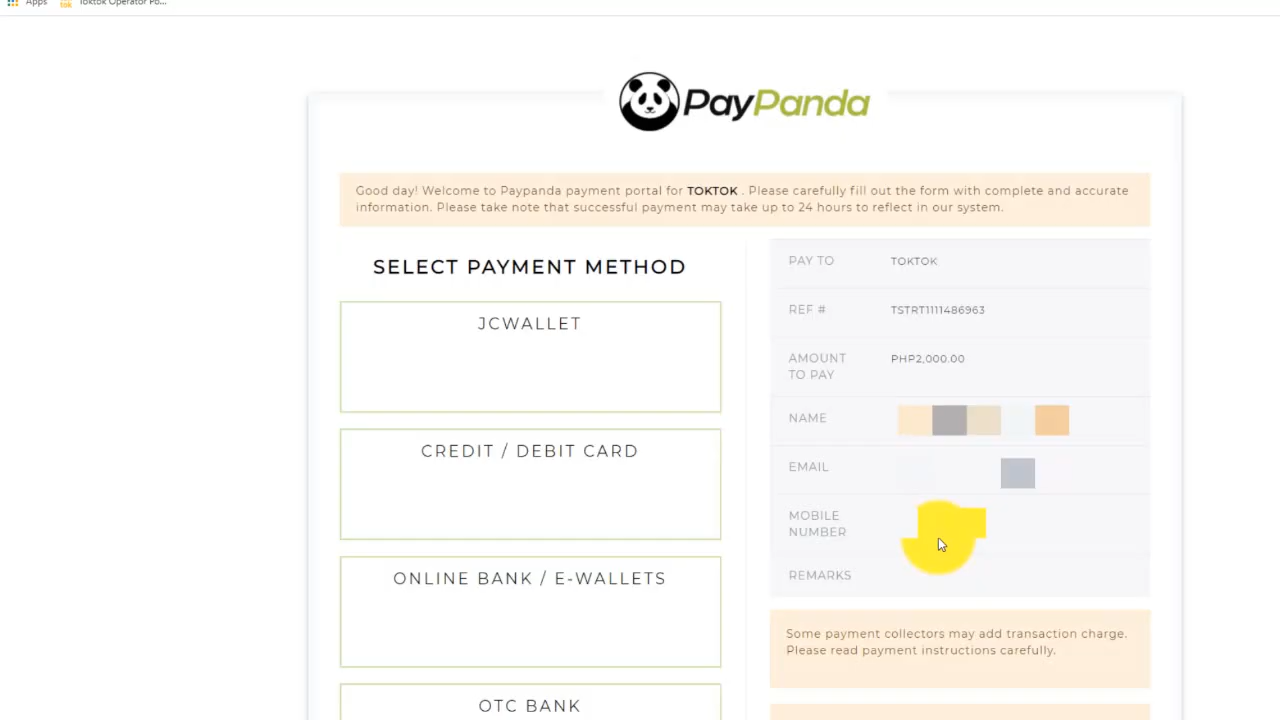 Apps Toktok Operator Po...
PayPanda
Good day! Welcome to Paypanda payment portal for TOKTOK . Please carefully fill out the form with complete and accurate
information. Please take note that successful payment may take up to 24 hours to reflect in our system.
SELECT PAYMENT METHOD
JCWALLET
CREDIT / DEBIT CARD
ONLINE BANK / E-WALLETS
OTC BANK
PAY TO TOKTOK
REF # TSTRT1111486963
AMOUNT
TO PAY
PHP2,000.00
NAME
EMAIL
MOBILE
NUMBER
REMARKS
Some payment collectors may add transaction charge.
Please read payment instructions carefully.